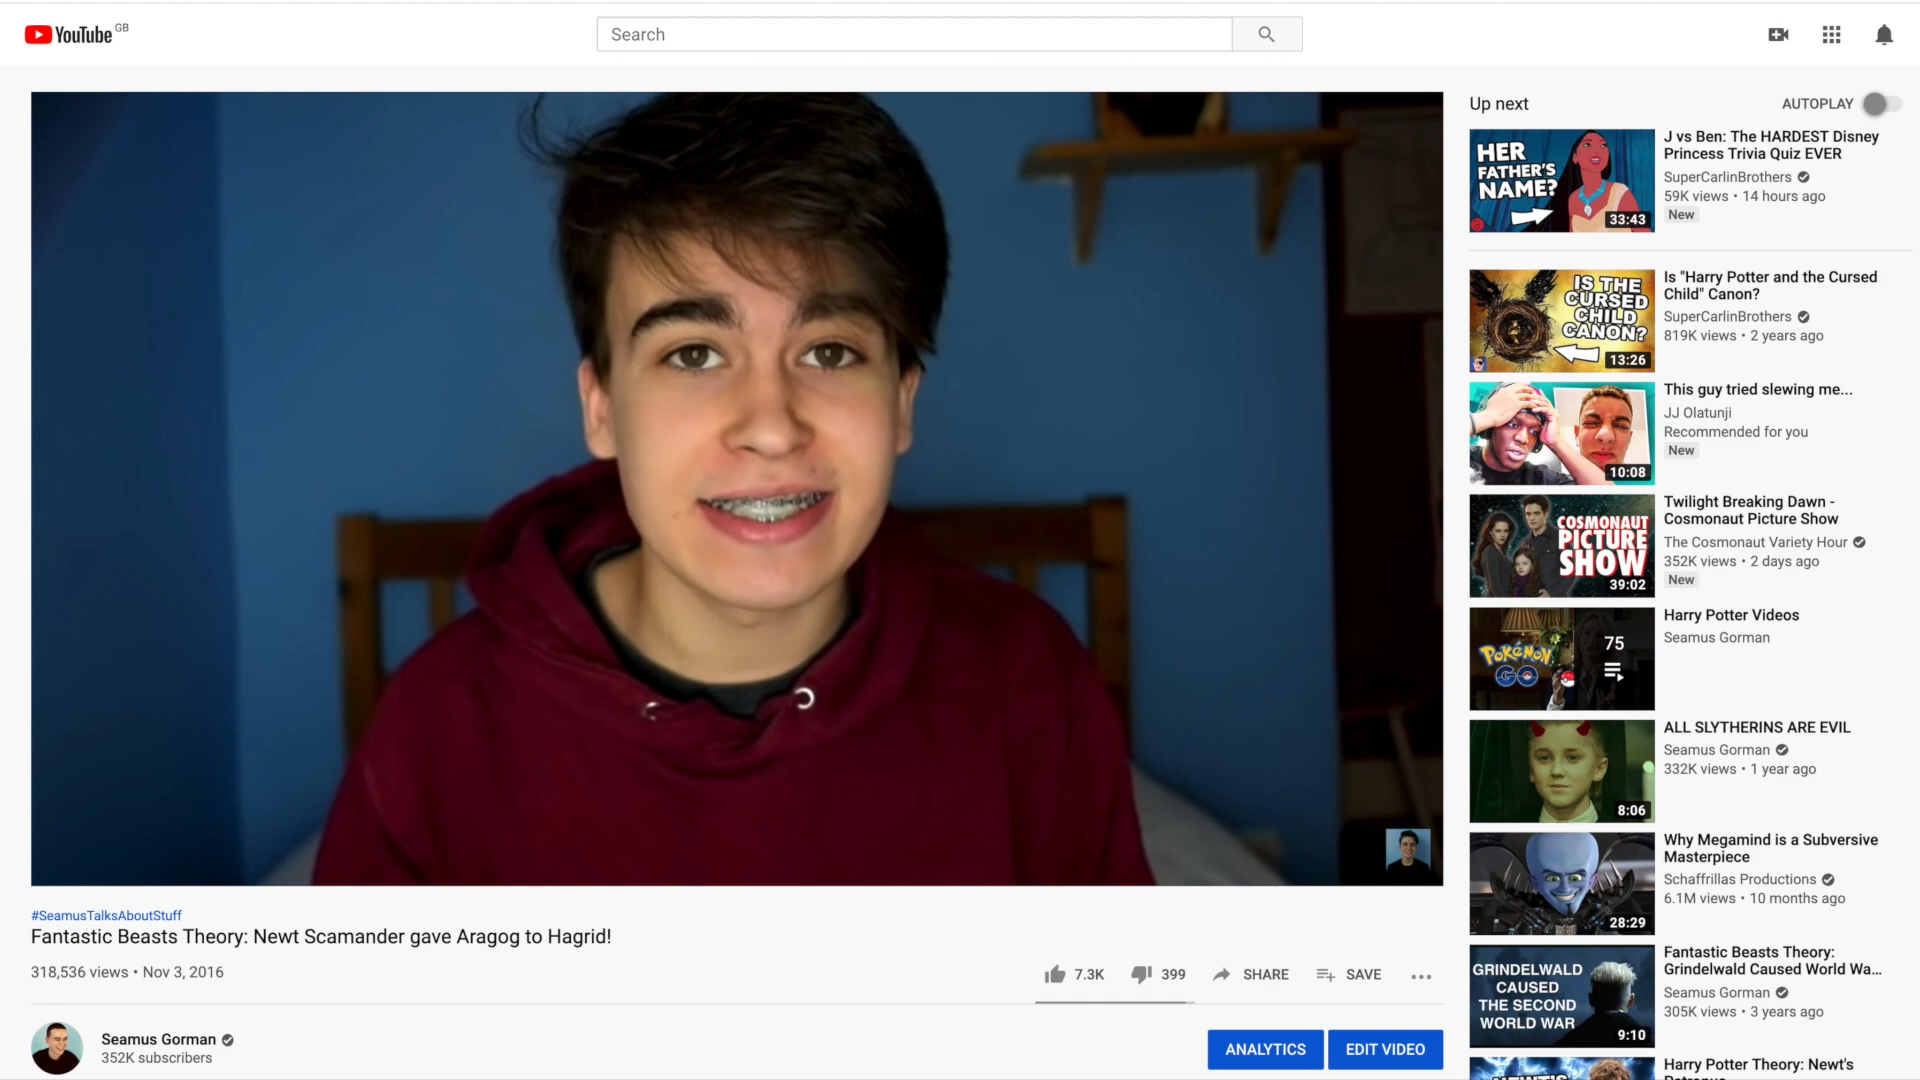 YouTube GB
Search
#SeamusTalksAboutStuff
Fantastic Beasts Theory: Newt Scamander gave Aragog to Hagrid!
318,536 views • Nov 3, 2016
7.3K
399
SHARE
SAVE
Seamus Gorman
352K subscribers
ANALYTICS
EDIT VIDEO
Up next
AUTOPLAY
HER
FATHER'S
NAME?
33:43
J vs Ben: The HARDEST Disney
Princess Trivia Quiz EVER
SuperCarlinBrothers
59K views • 14 hours ago
New
IS THE
CURSED
CHILD
CANON?
13:26
Is "Harry Potter and the Cursed
Child" Canon?
SuperCarlinBrothers
819K views • 2 years ago
10:08
This guy tried slewing me...
JJ Olatunji
Recommended for you
New
COSMONAUT
PICTURE
SHOW
39:02
Twilight Breaking Dawn -
Cosmonaut Picture Show
The Cosmonaut Variety Hour
352K views • 2 days ago
New
POKÉMON
GO
75
Harry Potter Videos
Seamus Gorman
8:06
ALL SLYTHERINS ARE EVIL
Seamus Gorman
332K views • 1 year ago
28:29
Why Megamind is a Subversive
Masterpiece
Schaffrillas Productions
6.1M views • 10 months ago
GRINDELWALD
CAUSED
THE SECOND
WORLD WAR
9:10
Fantastic Beasts Theory:
Grindelwald Caused World Wa...
Seamus Gorman
305K views • 3 years ago
NEWT'S
Harry Potter Theory: Newt's